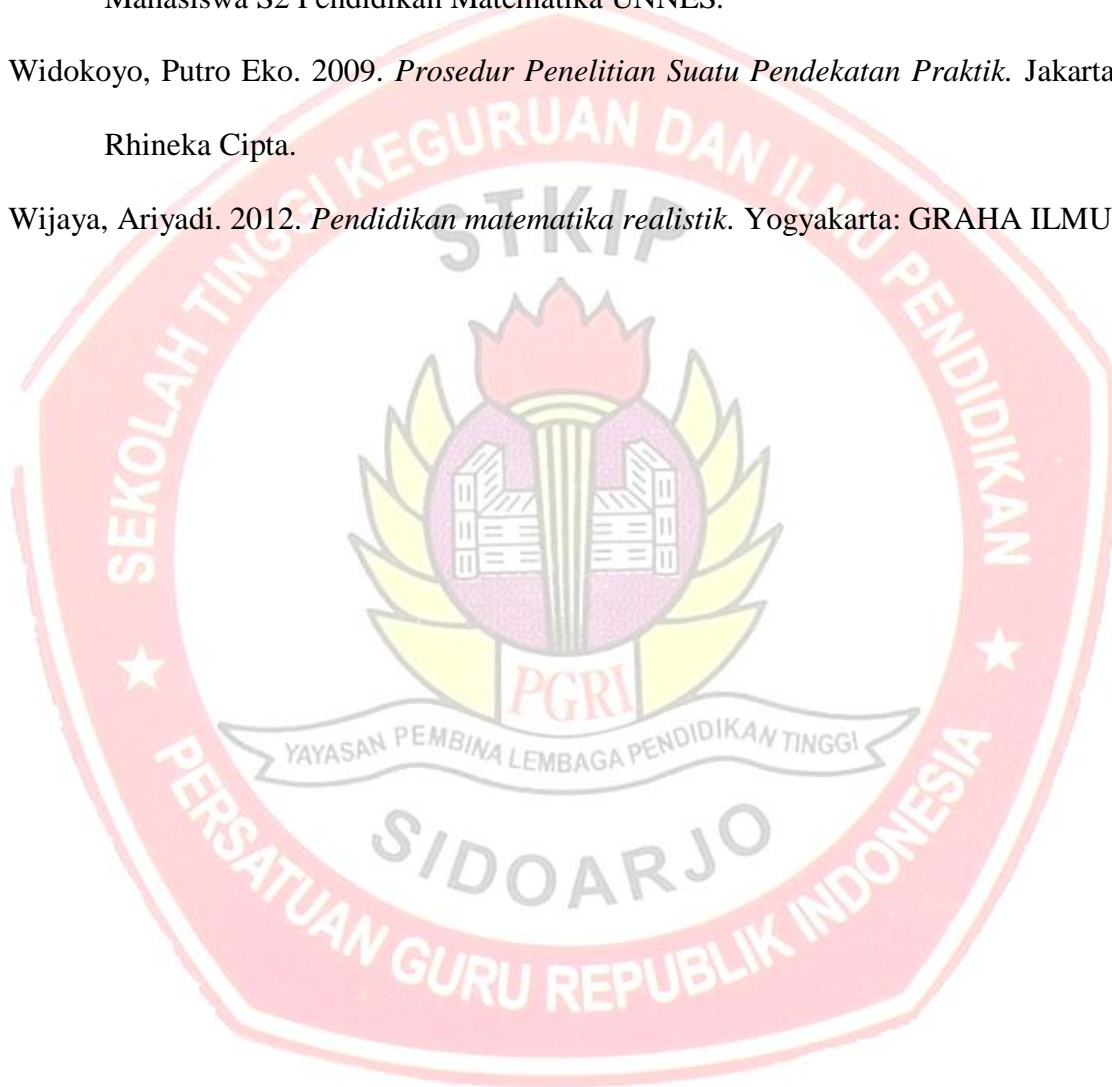 Mahasiswa S2 Pendidikan Matematika UNNES.
Widokoyo, Putro Eko. 2009. Prosedur Penelitian Suatu Pendekatan Praktik. Jakarta
Rhineka Cipta.
Wijaya, Ariyadi. 2012. Pendidikan matematika realistik. Yogyakarta: GRAHA ILMU
SEKOLAH TINGGI KEGURUAN DAN ILMU PENDIDIKAN
STKIP
PGRI
YAYASAN PEMBINA LEMBAGA PENDIDIKAN TINGGI
SIDOARJO
PERSATUAN GURU REPUBLIK INDONESIA